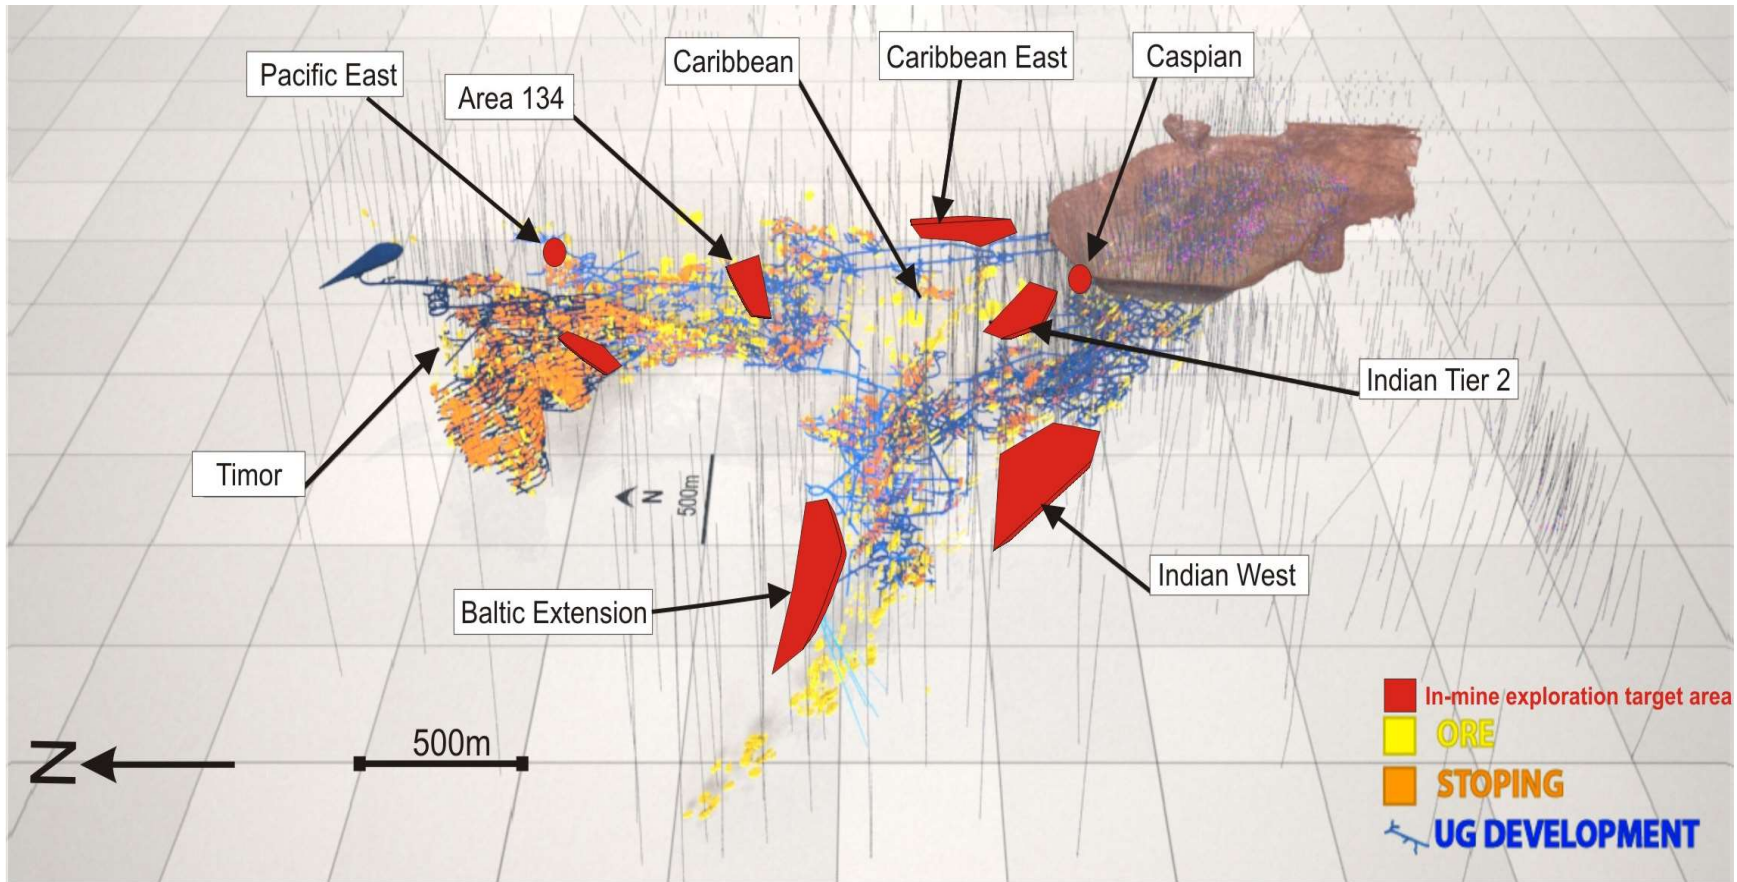 Pacific East
Area 134
Caribbean
Caribbean East
Caspian
Indian Tier 2
Timor
N
500m
Indian West
Baltic Extension
N
500m
In-mine exploration target area
ORE
STOPING
UG DEVELOPMENT